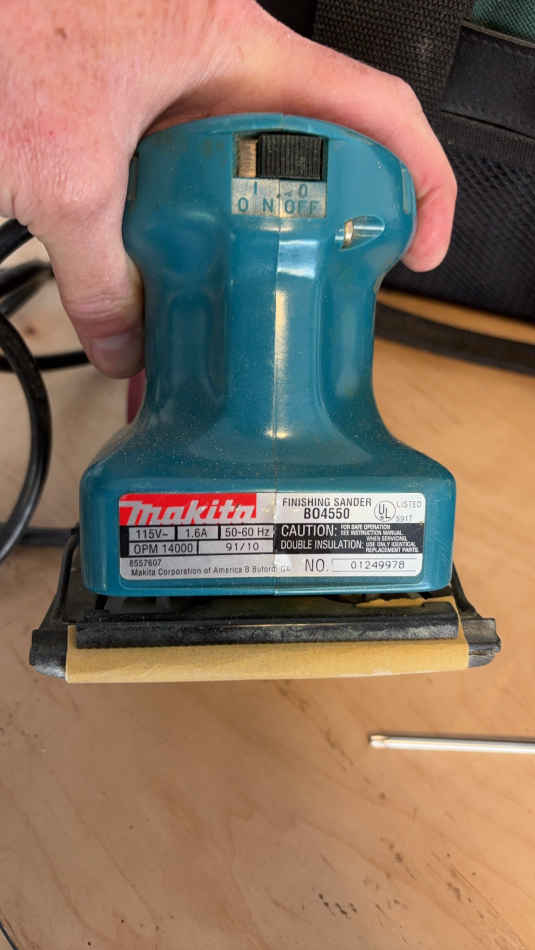 I O
ON OFF
Makita
FINISHING SANDER
BO4550
UL
LISTED
115V~ 1.6A 50-60 Hz
OPM 14000 91/10
CAUTION: FOR SAFE OPERATION
SEE INSTRUCTION MANUAL.
DOUBLE INSULATION: WHEN SERVICING,
USE ONLY IDENTICAL
REPLACEMENT PARTS.
8557607
Makita Corporation of America B Buford,
NO. 01249978